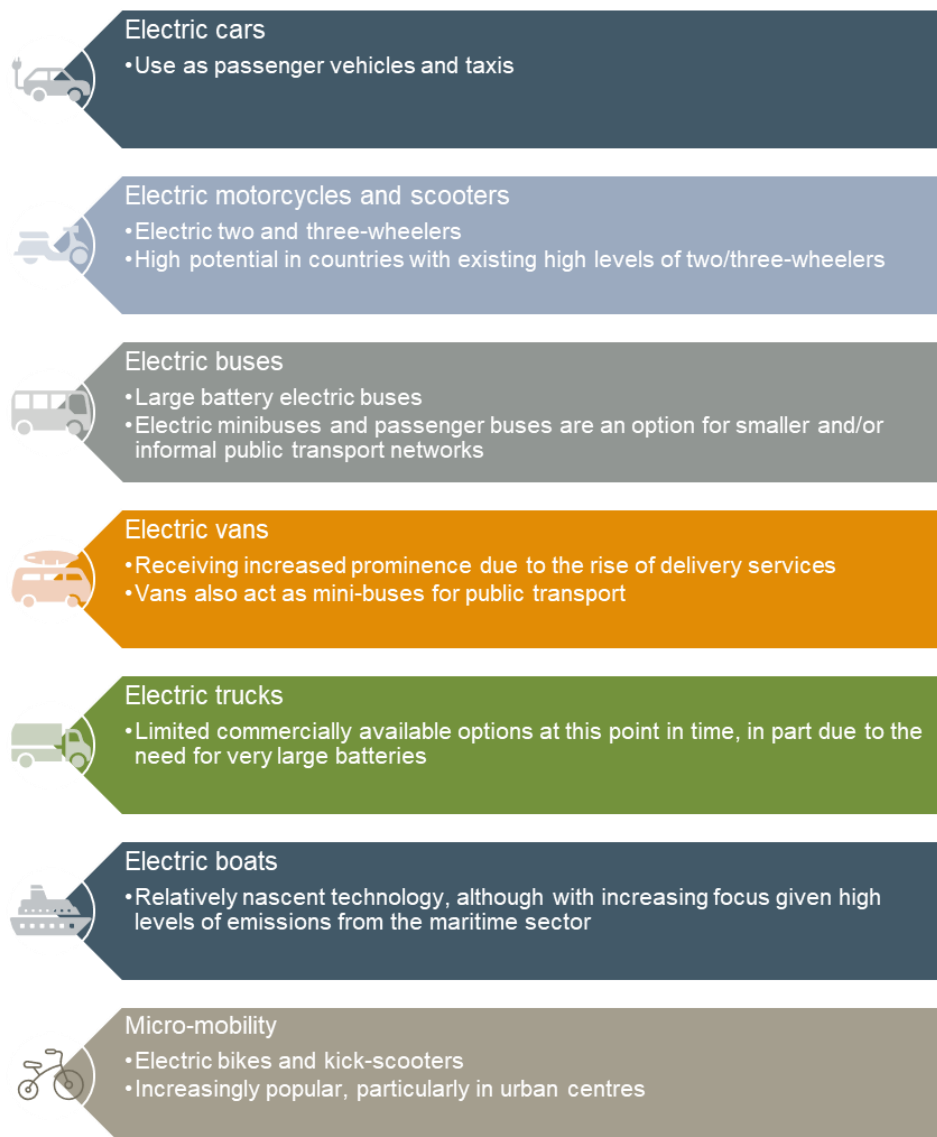 Electric cars
•Use as passenger vehicles and taxis
Electric motorcycles and scooters
•Electric two and three-wheelers
•High potential in countries with existing high levels of two/three-wheelers
Electric buses
•Large battery electric buses
•Electric minibuses and passenger buses are an option for smaller and/or
informal public transport networks
Electric vans
•Receiving increased prominence due to the rise of delivery services
•Vans also act as mini-buses for public transport
Electric trucks
•Limited commercially available options at this point in time, in part due to the
need for very large batteries
Electric boats
•Relatively nascent technology, although with increasing focus given high
levels of emissions from the maritime sector
Micro-mobility
•Electric bikes and kick-scooters
•Increasingly popular, particularly in urban centres